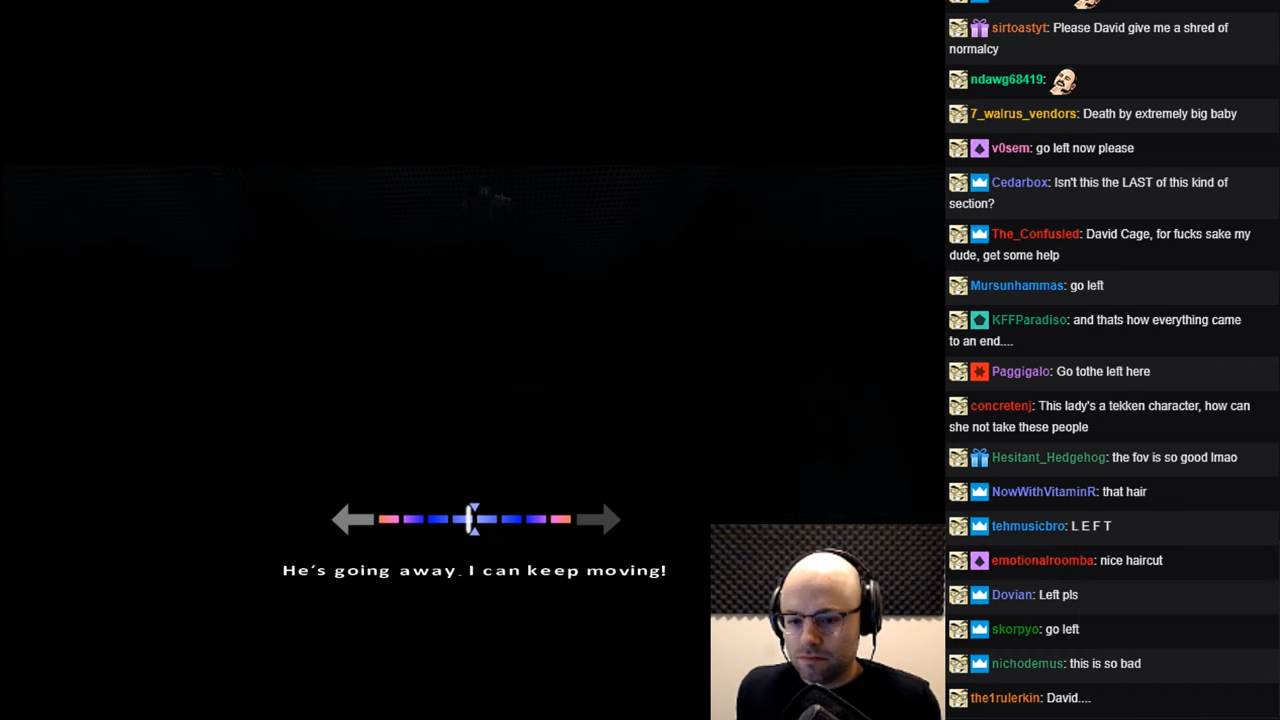 He's going away. I can keep moving!
sirtoastyt: Please David give me a shred of
normalcy
ndawg68419:
7_walrus_vendors: Death by extremely big baby
v0sem: go left now please
Cedarbox: Isn't this the LAST of this kind of
section?
The_Confusled: David Cage, for fucks sake my
dude, get some help
Mursunhammas: go left
KFFParadiso: and thats how everything came
to an end....
Paggigalo: Go tothe left here
concretenj: This lady's a tekken character, how can
she not take these people
Hesitant_Hedgehog: the fov is so good lmao
NowWithVitaminR: that hair
tehmusicbro: L E F T
emotionalroomba: nice haircut
Dovian: Left pls
skorpyo: go left
nichodemus: this is so bad
the1rulerkin: David....